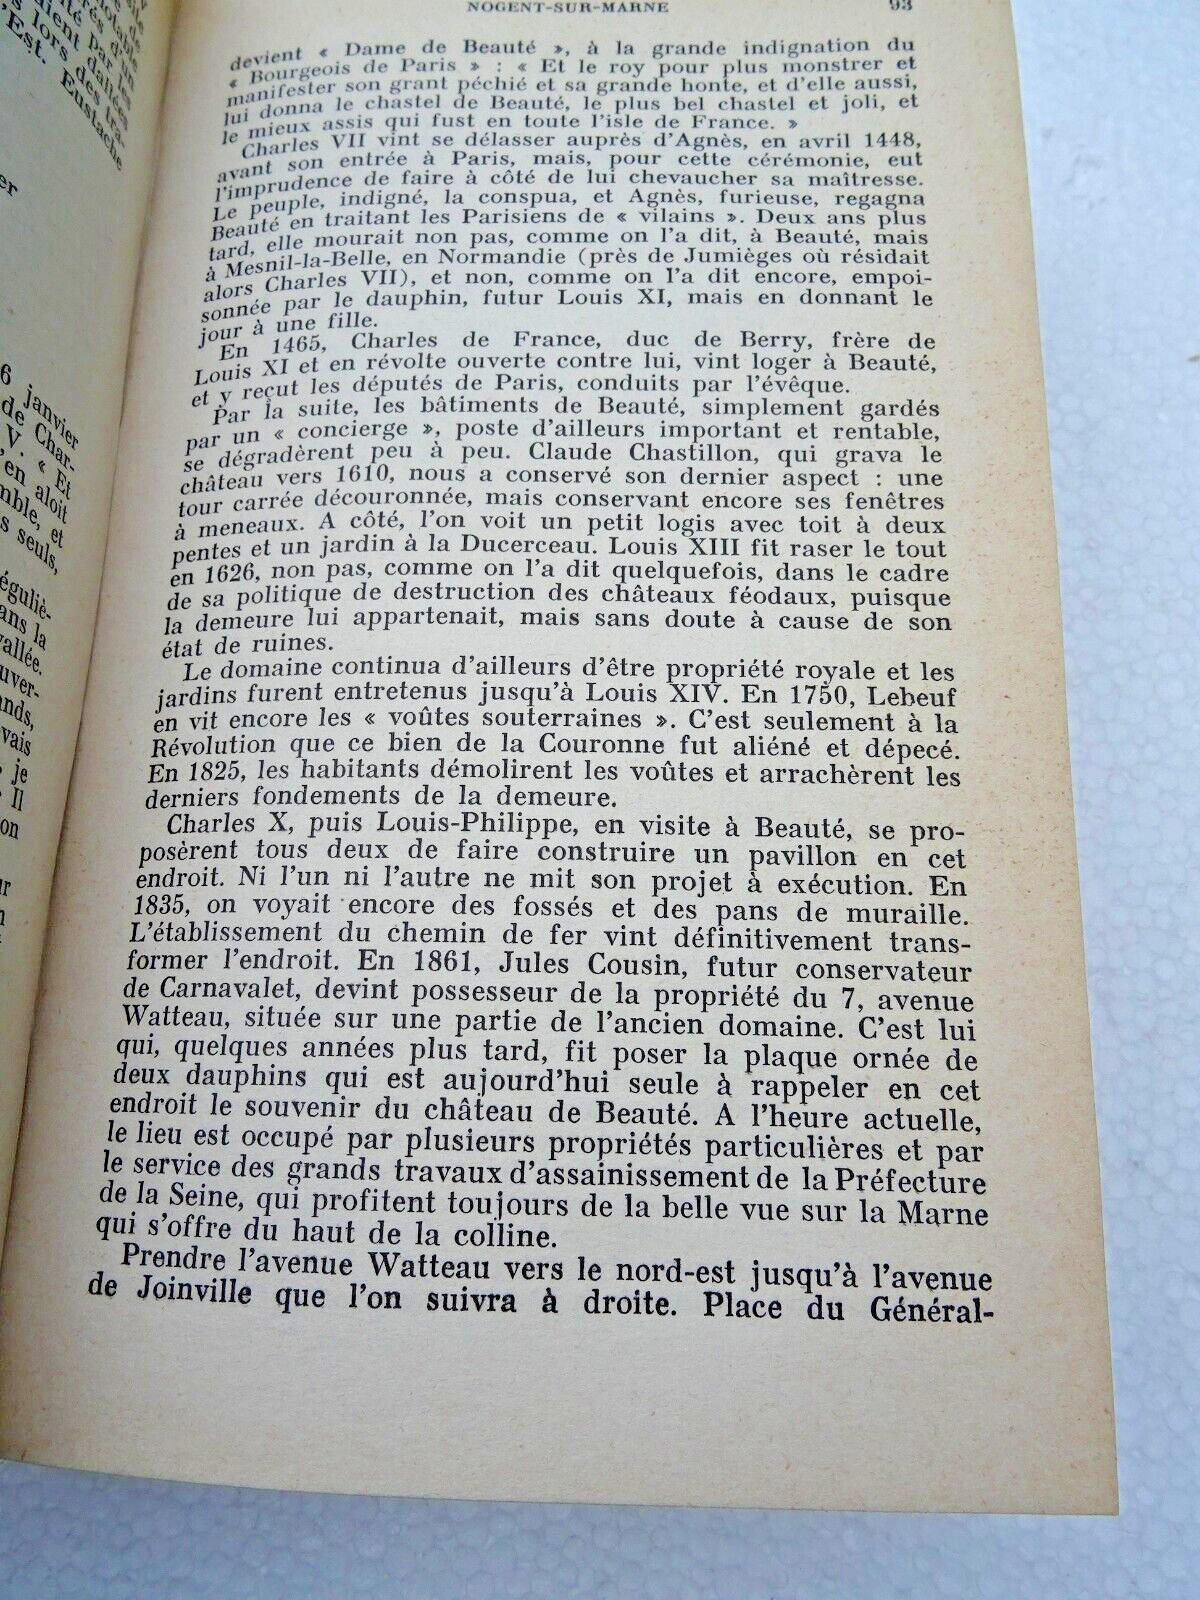 NOGENT-SUR-MARNE 93
devient « Dame de Beauté », à la grande indignation du
« Bourgeois de Paris » : « Et le roy pour plus monstrer et
manifester son grant péchié et sa grande honte, et d'elle aussi,
lui donna le chastel de Beauté, le plus bel chastel et joli, et
le mieux assis qui fust en toute l'isle de France. »
Charles VII vint se délasser auprès d'Agnès, en avril 1448,
avant son entrée à Paris, mais, pour cette cérémonie, eut
l'imprudence de faire à côté de lui chevaucher sa maîtresse.
Le peuple, indigné, la conspua, et Agnès, furieuse, regagna
Beauté en traitant les Parisiens de « vilains ». Deux ans plus
tard, elle mourait non pas, comme on l'a dit, à Beauté, mais
à Mesnil-la-Belle, en Normandie (près de Jumièges où résidait
alors Charles VII), et non, comme on l'a dit encore, empoi-
sonnée par le dauphin, futur Louis XI, mais en donnant le
jour à une fille.
En 1465, Charles de France, duc de Berry, frère de
Louis XI et en révolte ouverte contre lui, vint loger à Beauté,
et y reçut les députés de Paris, conduits par l'évêque.
Par la suite, les bâtiments de Beauté, simplement gardés
par un « concierge », poste d'ailleurs important et rentable,
se dégradèrent peu à peu. Claude Chastillon, qui grava le
château vers 1610, nous a conservé son dernier aspect : une
tour carrée découronnée, mais conservant encore ses fenêtres
à meneaux. A côté, l'on voit un petit logis avec toit à deux
pentes et un jardin à la Ducerceau. Louis XIII fit raser le tout
en 1626, non pas, comme on l'a dit quelquefois, dans le cadre
de sa politique de destruction des châteaux féodaux, puisque
la demeure lui appartenait, mais sans doute à cause de son
état de ruines.
Le domaine continua d'ailleurs d'être propriété royale et les
jardins furent entretenus jusqu'à Louis XIV. En 1750, Lebeuf
en vit encore les « voûtes souterraines ». C'est seulement à la
Révolution que ce bien de la Couronne fut aliéné et dépecé.
En 1825, les habitants démolirent les voûtes et arrachèrent les
derniers fondements de la demeure.
Charles X, puis Louis-Philippe, en visite à Beauté, se pro-
posèrent tous deux de faire construire un pavillon en cet
endroit. Ni l'un ni l'autre ne mit son projet à exécution. En
1835, on voyait encore des fossés et des pans de muraille.
L'établissement du chemin de fer vint définitivement trans-
former l'endroit. En 1861, Jules Cousin, futur conservateur
de Carnavalet, devint possesseur de la propriété du 7, avenue
Watteau, située sur une partie de l'ancien domaine. C'est lui
qui, quelques années plus tard, fit poser la plaque ornée de
deux dauphins qui est aujourd'hui seule à rappeler en cet
endroit le souvenir du château de Beauté. A l'heure actuelle,
le lieu est occupé par plusieurs propriétés particulières et par
le service des grands travaux d'assainissement de la Préfecture
de la Seine, qui profitent toujours de la belle vue sur la Marne
qui s'offre du haut de la colline.
Prendre l'avenue Watteau vers le nord-est jusqu'à l'avenue
de Joinville que l'on suivra à droite. Place du Général-